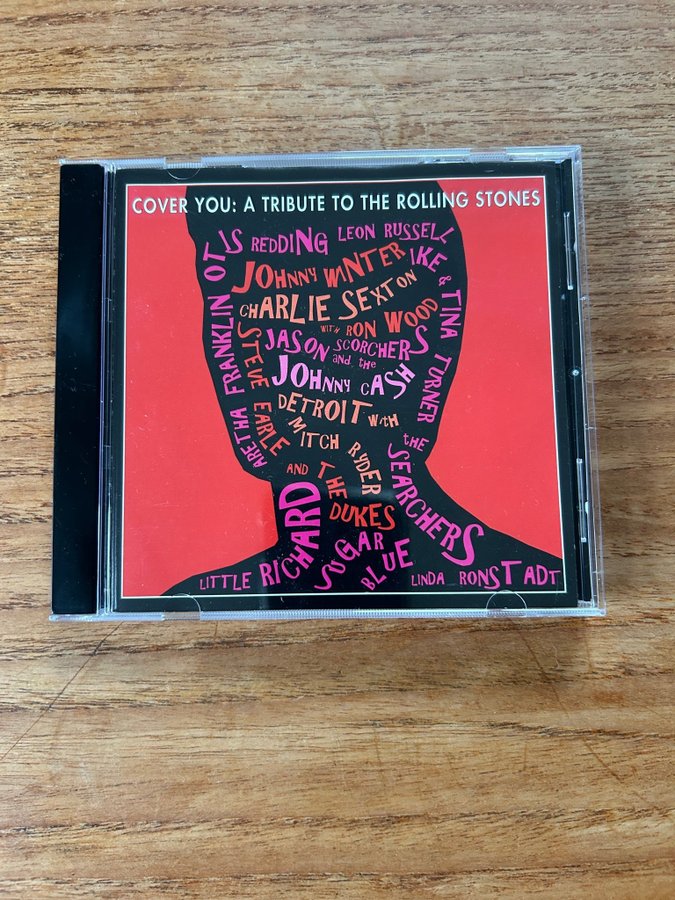 COVER YOU: A TRIBUTE TO THE ROLLING STONES
ARETHA FRANKLIN
OTIS REDDING
LEON RUSSELL
IKE & TINA TURNER
JOHNNY WINTER
CHARLIE SEXTON
WITH RON WOOD
JASON and the SCORCHERS
STEVE EARLE
AND THE DUKES
JOHNNY CASH
DETROIT with
MITCH RYDER
the SEARCHERS
LITTLE RICHARD
SUGAR BLUE
LINDA RONSTADT